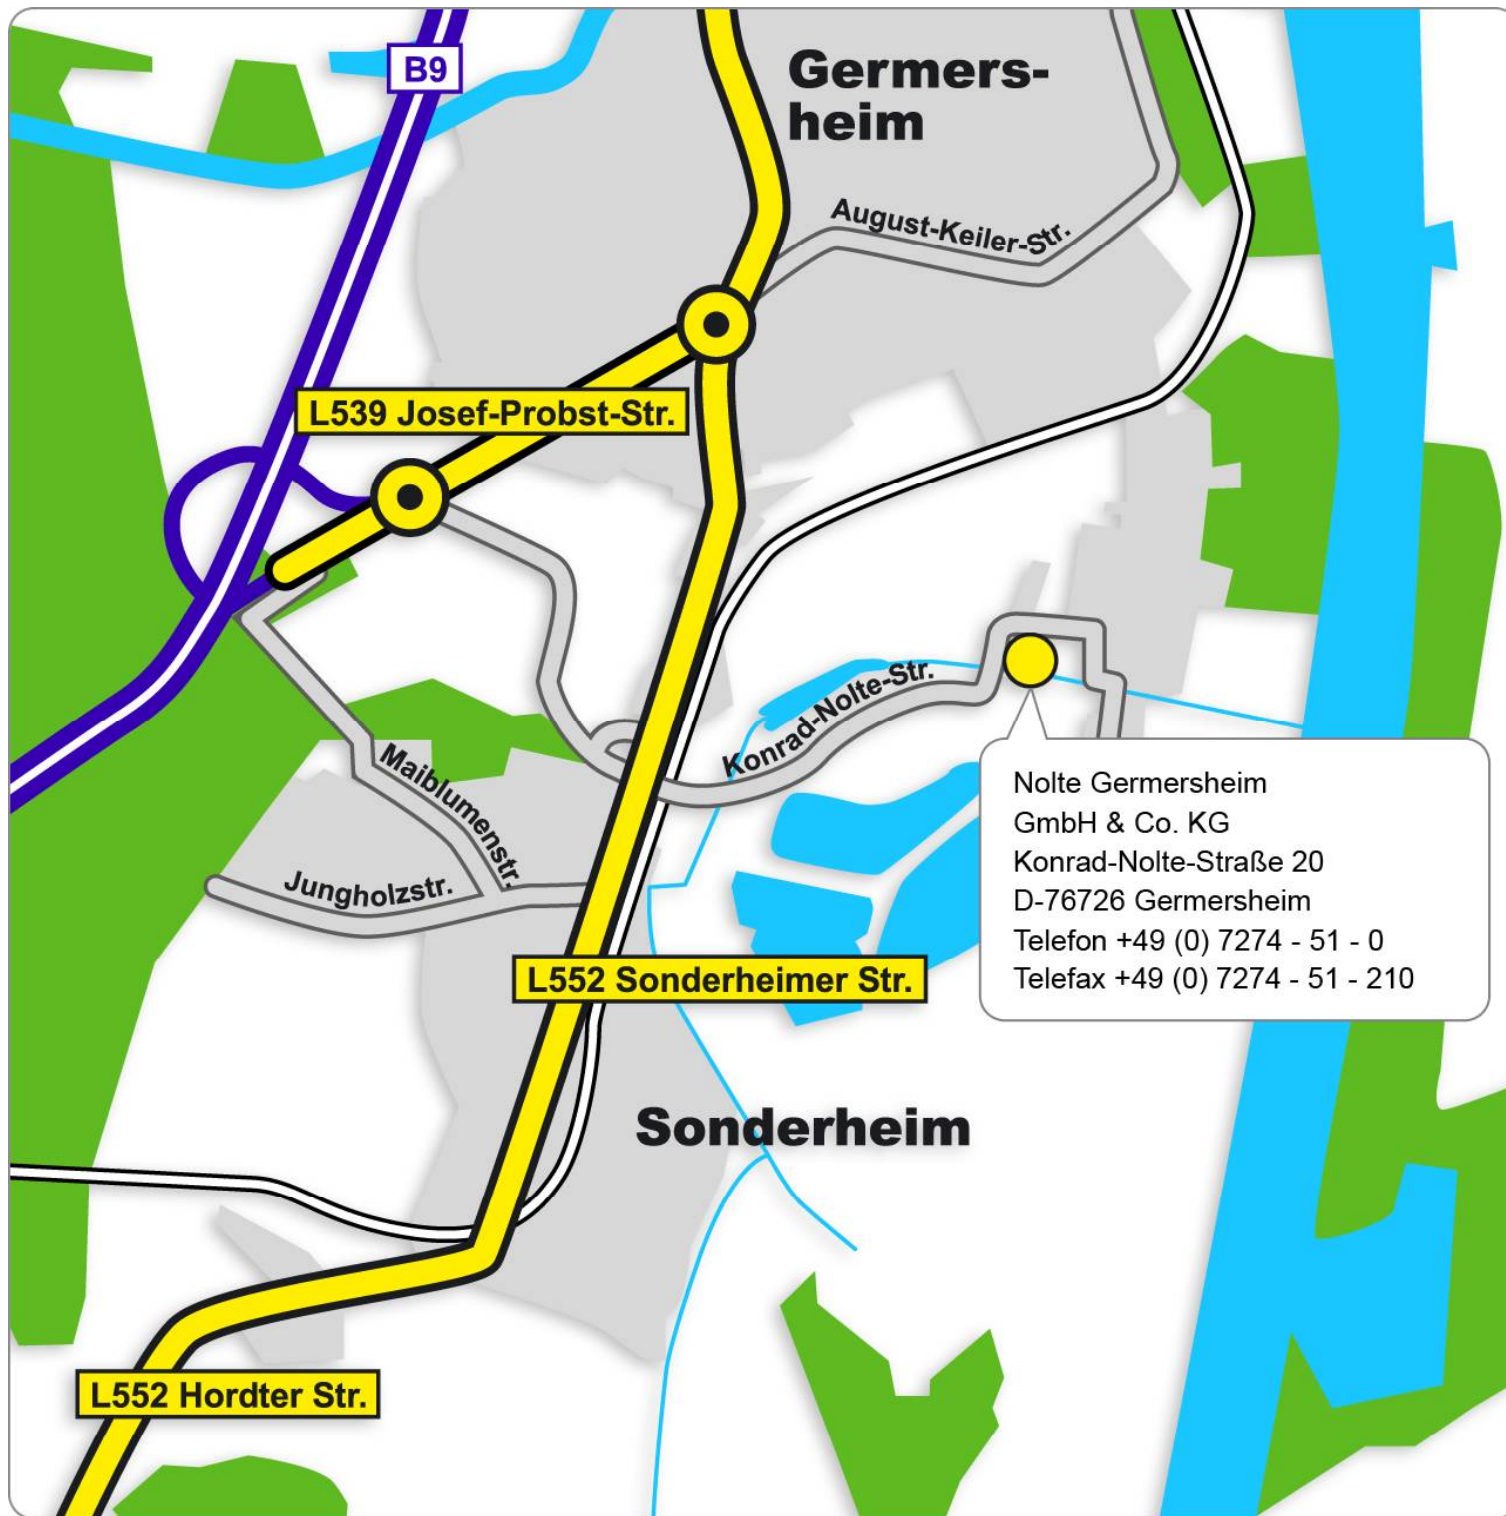 B9
Germers-
heim
August-Keiler-Str.
L539 Josef-Probst-Str.
Konrad-Nolte-Str.
Maiblumenstr.
Jungholzstr.
Nolte Germersheim
GmbH & Co. KG
Konrad-Nolte-Straße 20
D-76726 Germersheim
Telefon +49 (0) 7274 - 51 - 0
Telefax +49 (0) 7274 - 51 - 210
L552 Sonderheimer Str.
Sonderheim
L552 Hordter Str.